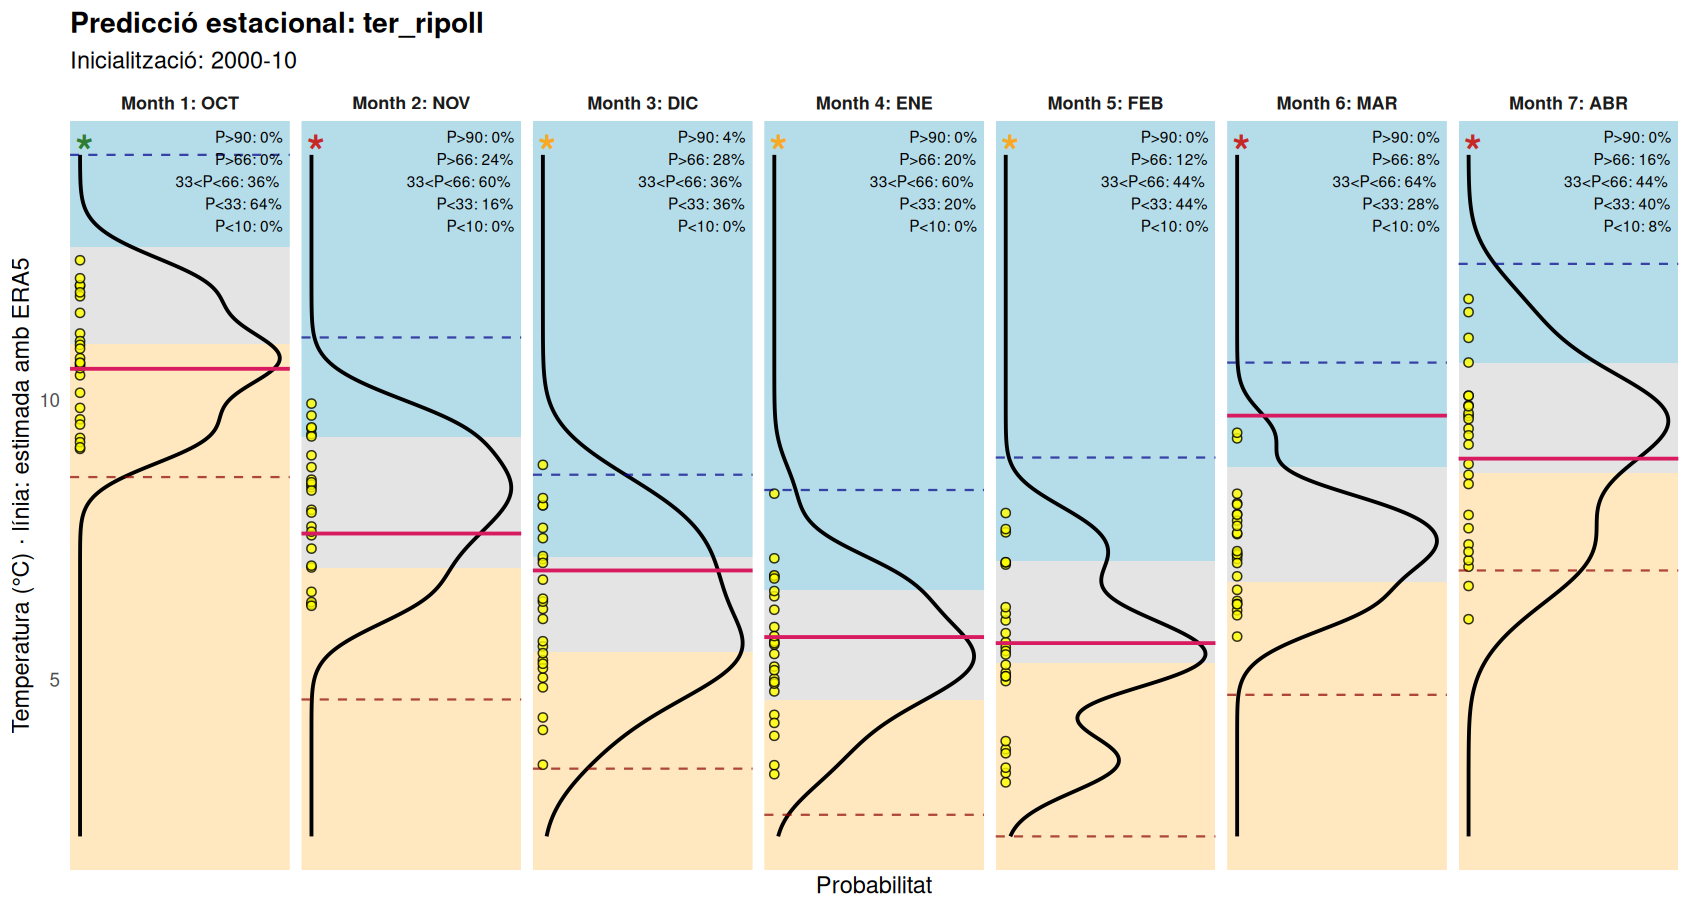 Predicció estacional: ter_ripoll
Inicialització: 2000-10
Month 1: OCT
Month 2: NOV
Month 3: DIC
Month 4: ENE
Month 5: FEB
Month 6: MAR
Month 7: ABR
*
P>90: 0%
P>66: 0%
33<P<66: 36%
P<33: 64%
P<10: 0%
*
P>90: 0%
P>66: 24%
33<P<66: 60%
P<33: 16%
P<10: 0%
*
P>90: 4%
P>66: 28%
33<P<66: 36%
P<33: 36%
P<10: 0%
*
P>90: 0%
P>66: 20%
33<P<66: 60%
P<33: 20%
P<10: 0%
*
P>90: 0%
P>66: 12%
33<P<66: 44%
P<33: 44%
P<10: 0%
*
P>90: 0%
P>66: 8%
33<P<66: 64%
P<33: 28%
P<10: 0%
*
P>90: 0%
P>66: 16%
33<P<66: 44%
P<33: 40%
P<10: 8%
10
5
Temperatura (°C) · línia: estimada amb ERA5
Probabilitat